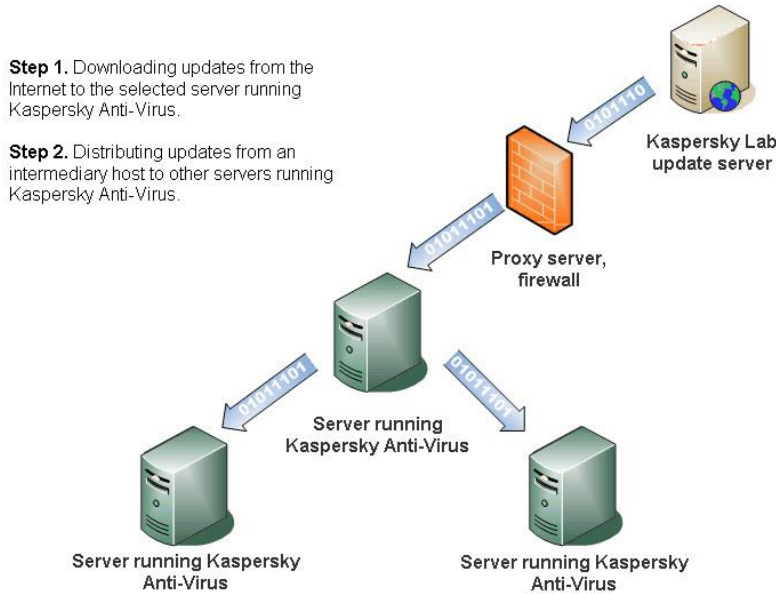 Step 1. Downloading updates from the
Internet to the selected server running
Kaspersky Anti-Virus.
Step 2. Distributing updates from an
intermediary host to other servers running
Kaspersky Anti-Virus.
0101110
Kaspersky Lab
update server
01011101
Proxy server,
firewall
01011101
01011101
Server running
Kaspersky Anti-Virus
Server running Kaspersky
Anti-Virus
Server running Kaspersky
Anti-Virus